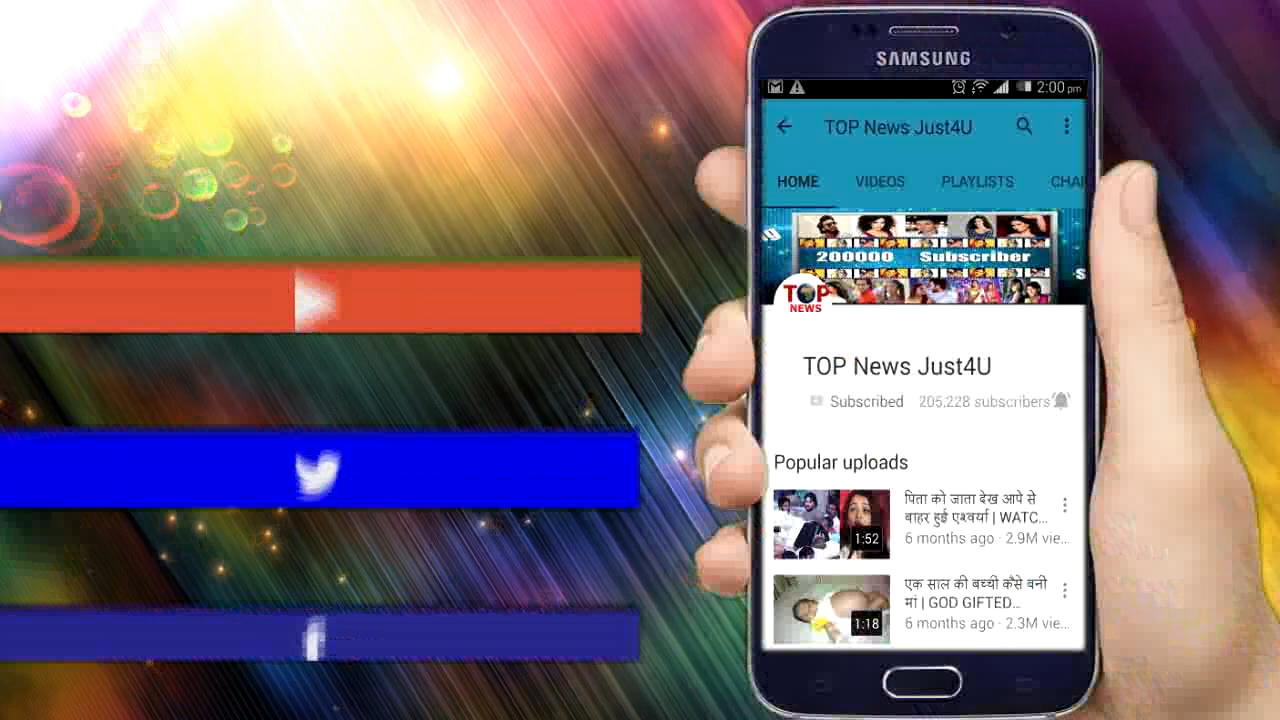 SAMSUNG
2:00 pm
TOP News Just4U
HOME VIDEOS PLAYLISTS CHA
200000 Subscriber
TOP
NEWS
TOP News Just4U
Subscribed 205,228 subscribers
Popular uploads
पिता को जाता देख आपे से
बाहर हुई एश्वर्या | WATC...
6 months ago · 2.9M vie...
1:52
एक साल की बच्ची कैसे बनी
मां | GOD GIFTED...
6 months ago · 2.3M vie...
1:18